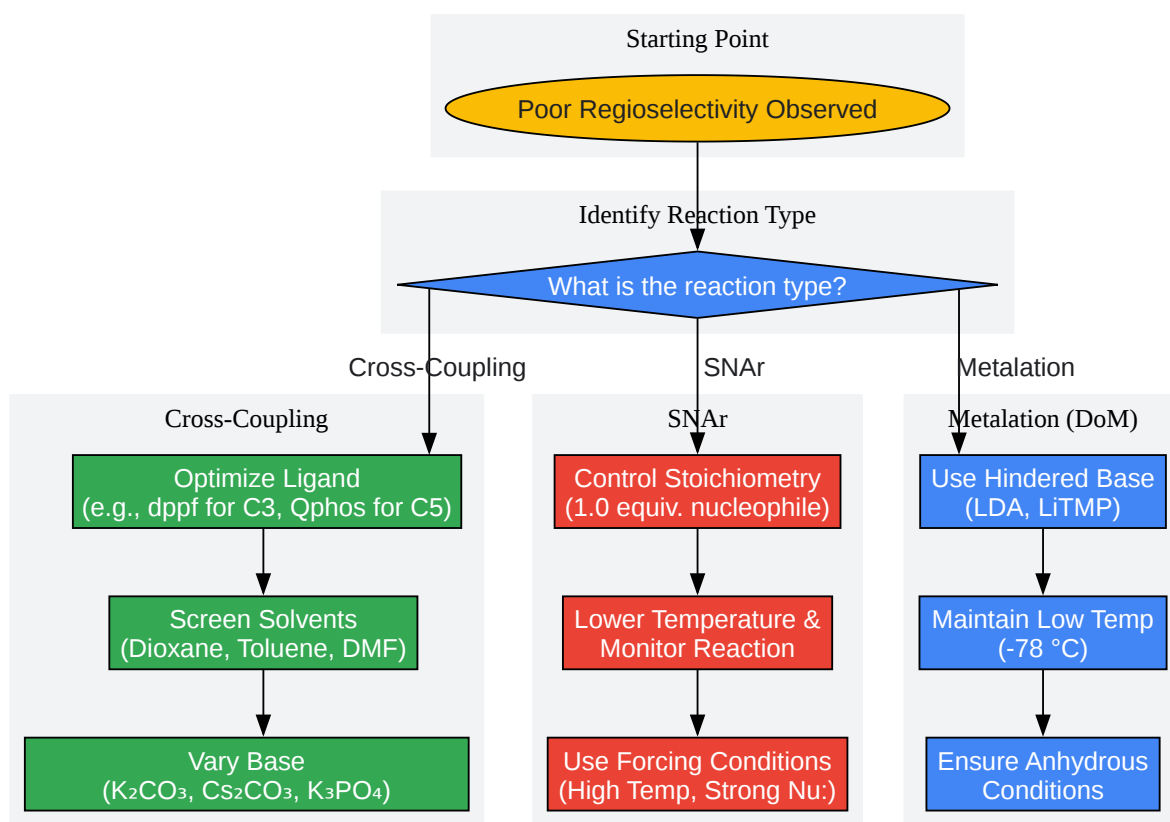 Starting Point
Poor Regioselectivity Observed
Identify Reaction Type
What is the reaction type?
Cross-Coupling
SNAr
Metalation
Cross-Coupling
Optimize Ligand
(e.g., dppf for C3, Qphos for C5)
Screen Solvents
(Dioxane, Toluene, DMF)
Vary Base
(K₂CO₃, Cs₂CO₃, K₃PO₄)
SNAr
Control Stoichiometry
(1.0 equiv. nucleophile)
Lower Temperature &
Monitor Reaction
Use Forcing Conditions
(High Temp, Strong Nu:)
Metalation (DoM)
Use Hindered Base
(LDA, LiTMP)
Maintain Low Temp
(-78 °C)
Ensure Anhydrous
Conditions